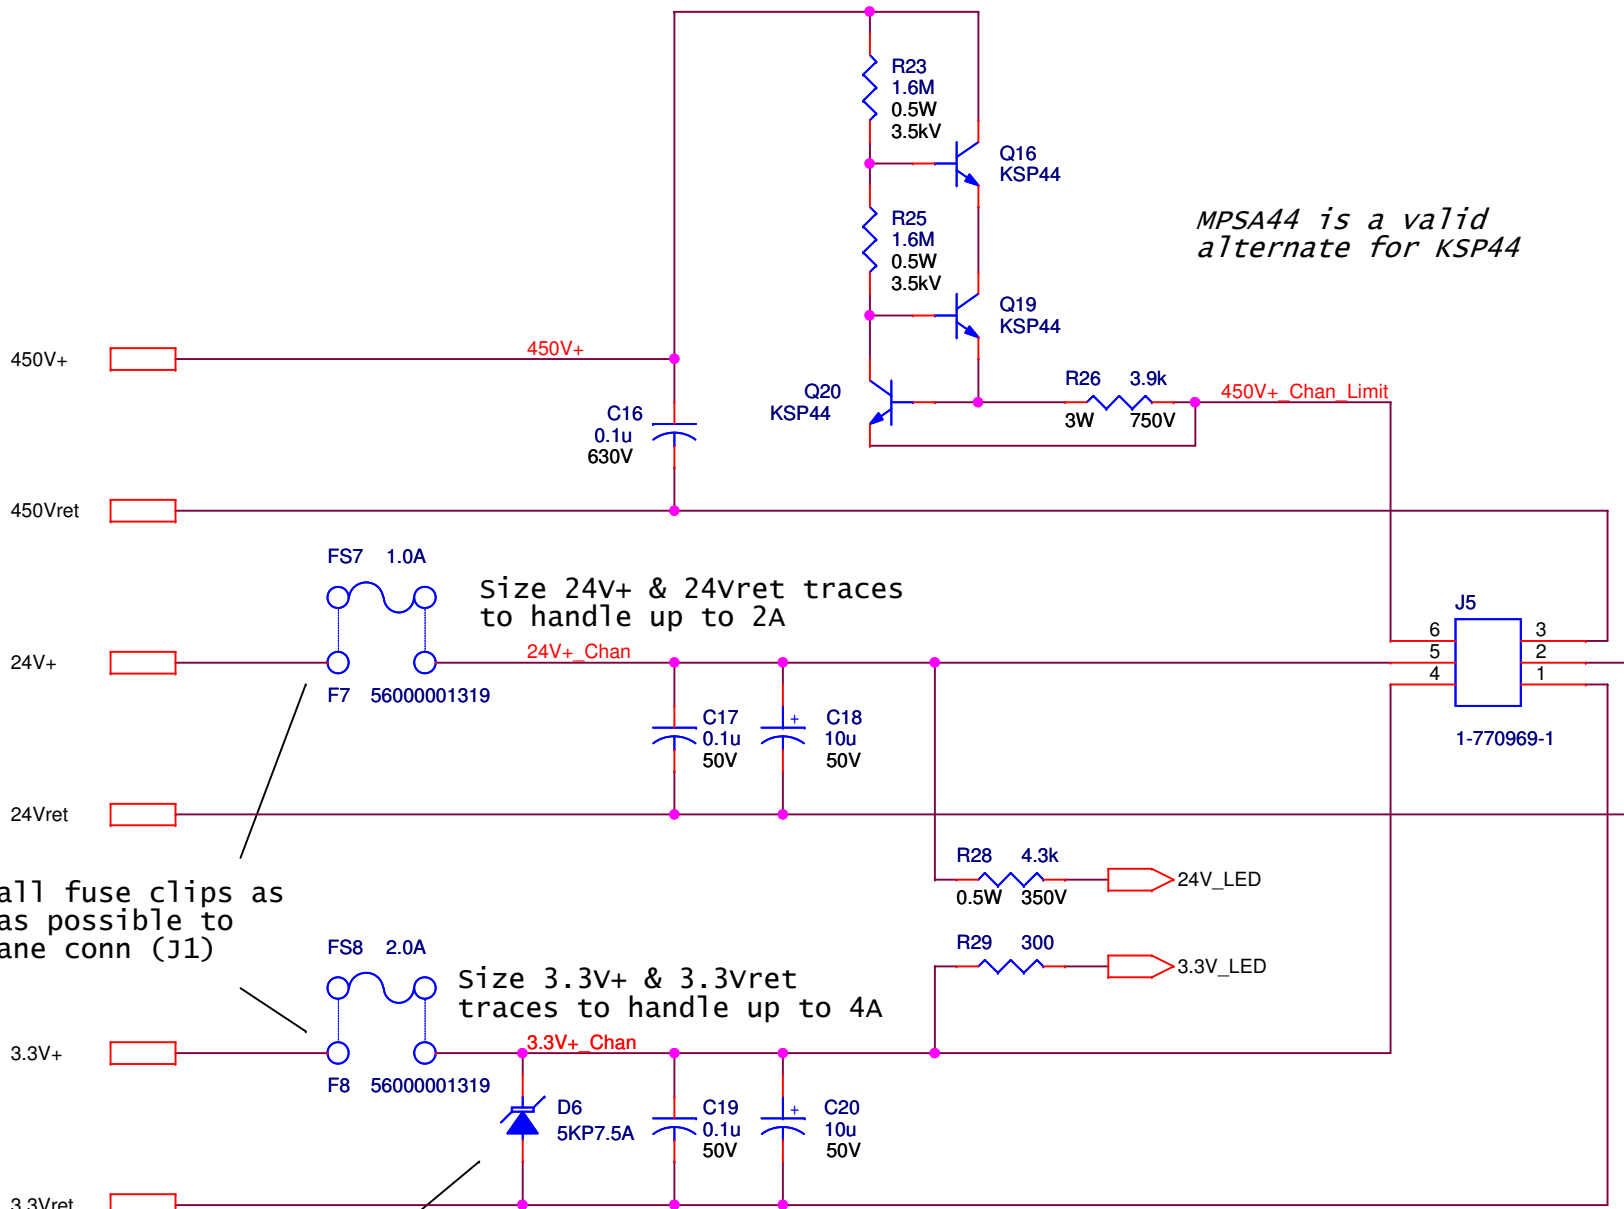 R23
1.6M
0.5W
3.5kV
Q16
KSP44
MPSA44 is a valid
alternate for KSP44
R25
1.6M
0.5W
3.5kV
Q19
KSP44
450V+
450V+
Q20
KSP44
R26 3.9k
3W 750V
450V+_Chan_Limit
C16
0.1u
630V
450Vret
FS7 1.0A
Size 24V+ & 24Vret traces
to handle up to 2A
J5
6 3
5 2
4 1
1-770969-1
24V+
24V+_Chan
F7 56000001319
C17
0.1u
50V
+
C18
10u
50V
24Vret
R28 4.3k
0.5W 350V
24V_LED
all fuse clips as
as possible to
ane conn (J1)
R29 300
3.3V_LED
FS8 2.0A
Size 3.3V+ & 3.3Vret
traces to handle up to 4A
3.3V+
3.3V+_Chan
F8 56000001319
D6
5KP7.5A
C19
0.1u
50V
+
C20
10u
50V
3.3Vret